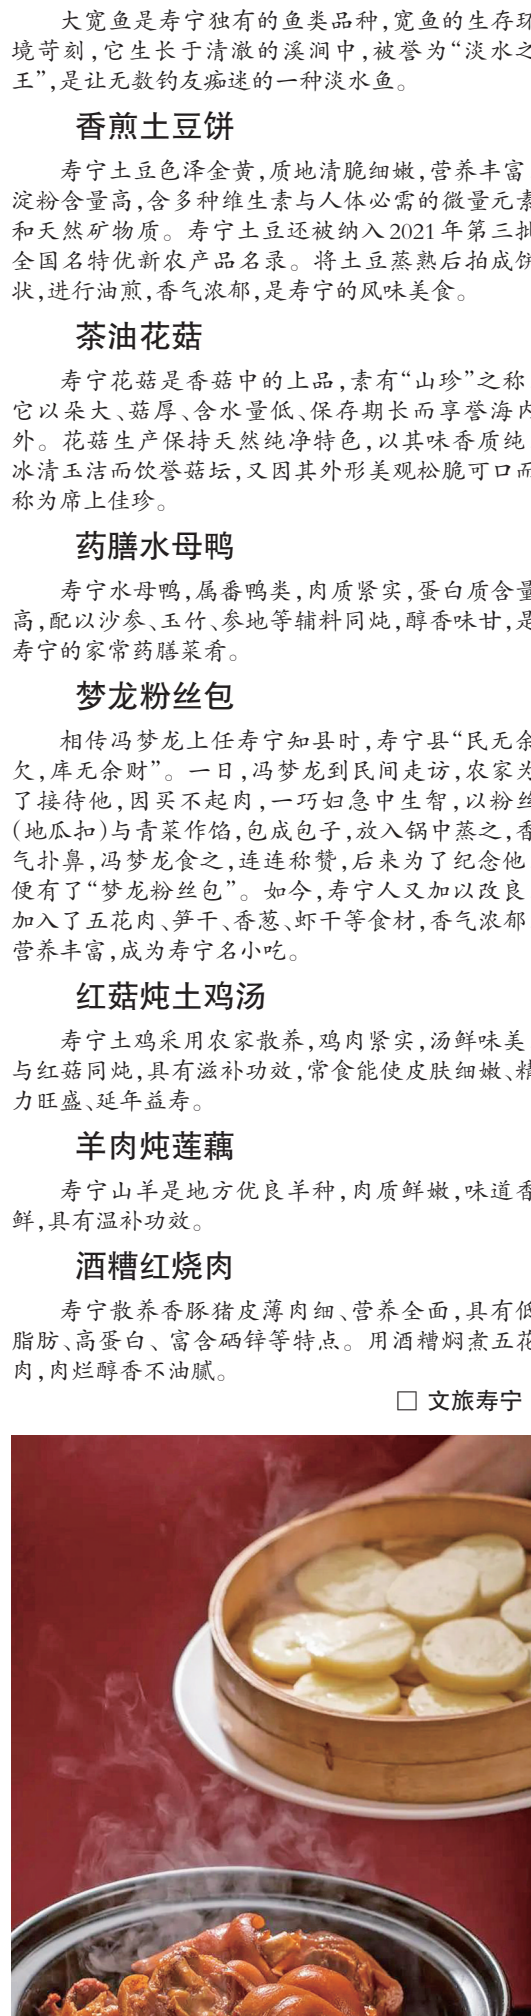 大宽鱼是寿宁独有的鱼类品种,宽鱼的生存环
境苛刻,它生长于清澈的溪涧中,被誉为“淡水之
王”,是让无数钓友痴迷的一种淡水鱼。
香煎土豆饼
寿宁土豆色泽金黄,质地清脆细嫩,营养丰富
淀粉含量高,含多种维生素与人体必需的微量元素
和天然矿物质。寿宁土豆还被纳入2021年第三批
全国名特优新农产品名录。将土豆蒸熟后拍成饼
状,进行油煎,香气浓郁,是寿宁的风味美食。
茶油花菇
寿宁花菇是香菇中的上品,素有“山珍”之称
它以朵大、菇厚、含水量低、保存期长而享誉海内
外。花菇生产保持天然纯净特色,以其味香质纯
冰清玉洁而饮誉菇坛,又因其外形美观松脆可口而
称为席上佳珍。
药膳水母鸭
寿宁水母鸭,属番鸭类,肉质紧实,蛋白质含量
高,配以沙参、玉竹、参地等辅料同炖,醇香味甘,是
寿宁的家常药膳菜肴。
梦龙粉丝包
相传冯梦龙上任寿宁知县时,寿宁县“民无余
欠,库无余财”。一日,冯梦龙到民间走访,农家为
了接待他,因买不起肉,一巧妇急中生智,以粉丝
(地瓜扣)与青菜作馅,包成包子,放入锅中蒸之,香
气扑鼻,冯梦龙食之,连连称赞,后来为了纪念他
便有了“梦龙粉丝包”。如今,寿宁人又加以改良
加入了五花肉、笋干、香葱、虾干等食材,香气浓郁
营养丰富,成为寿宁名小吃。
红菇炖土鸡汤
寿宁土鸡采用农家散养,鸡肉紧实,汤鲜味美
与红菇同炖,具有滋补功效,常食能使皮肤细嫩、精
力旺盛、延年益寿。
羊肉炖莲藕
寿宁山羊是地方优良羊种,肉质鲜嫩,味道香
鲜,具有温补功效。
酒糟红烧肉
寿宁散养香豚猪皮薄肉细、营养全面,具有低
脂肪、高蛋白、富含硒锌等特点。用酒糟焖煮五花
肉,肉烂醇香不油腻。
□ 文旅寿宁